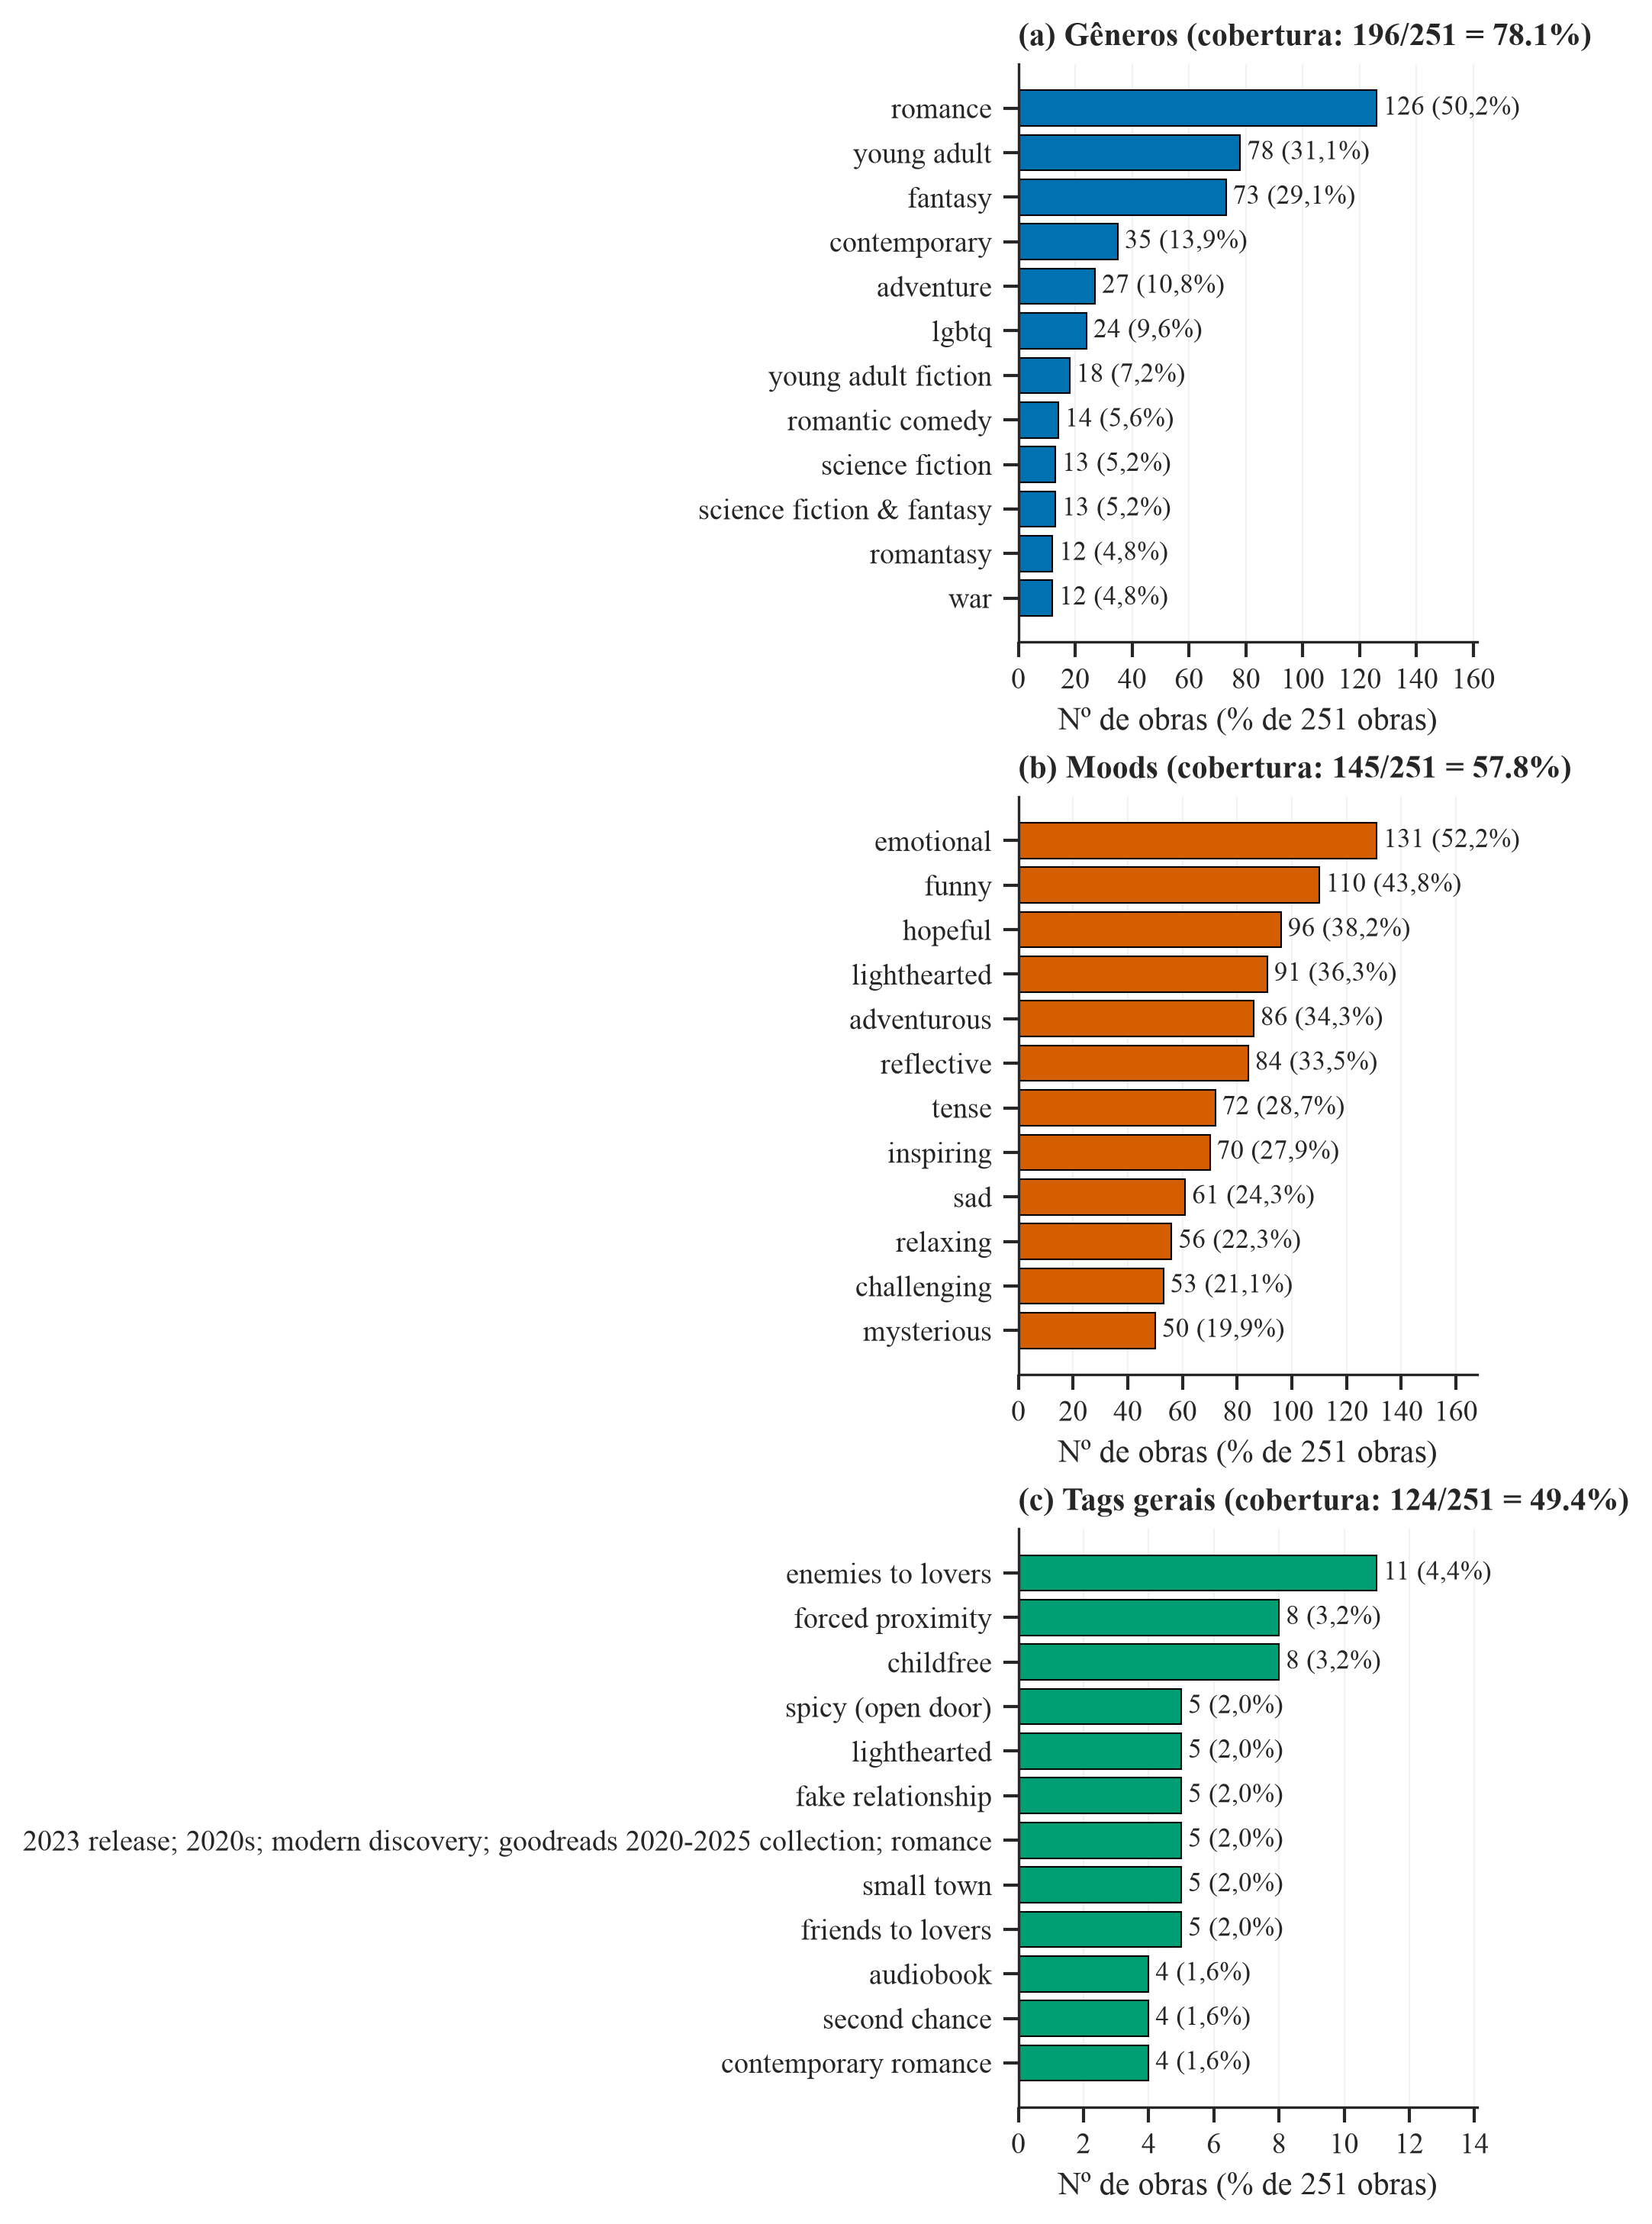 (a) Gêneros (cobertura: 196/251 = 78.1%)
romance 126 (50,2%)
young adult 78 (31,1%)
fantasy 73 (29,1%)
contemporary 35 (13,9%)
adventure 27 (10,8%)
lgbtq 24 (9,6%)
young adult fiction 18 (7,2%)
romantic comedy 14 (5,6%)
science fiction 13 (5,2%)
science fiction & fantasy 13 (5,2%)
romantasy 12 (4,8%)
war 12 (4,8%)
0 20 40 60 80 100 120 140 160
Nº de obras (% de 251 obras)
(b) Moods (cobertura: 145/251 = 57.8%)
emotional 131 (52,2%)
funny 110 (43,8%)
hopeful 96 (38,2%)
lighthearted 91 (36,3%)
adventurous 86 (34,3%)
reflective 84 (33,5%)
tense 72 (28,7%)
inspiring 70 (27,9%)
sad 61 (24,3%)
relaxing 56 (22,3%)
challenging 53 (21,1%)
mysterious 50 (19,9%)
0 20 40 60 80 100 120 140 160
Nº de obras (% de 251 obras)
(c) Tags gerais (cobertura: 124/251 = 49.4%)
enemies to lovers 11 (4,4%)
forced proximity 8 (3,2%)
childfree 8 (3,2%)
spicy (open door) 5 (2,0%)
lighthearted 5 (2,0%)
fake relationship 5 (2,0%)
2023 release; 2020s; modern discovery; goodreads 2020-2025 collection; romance 5 (2,0%)
small town 5 (2,0%)
friends to lovers 5 (2,0%)
audiobook 4 (1,6%)
second chance 4 (1,6%)
contemporary romance 4 (1,6%)
0 2 4 6 8 10 12 14
Nº de obras (% de 251 obras)